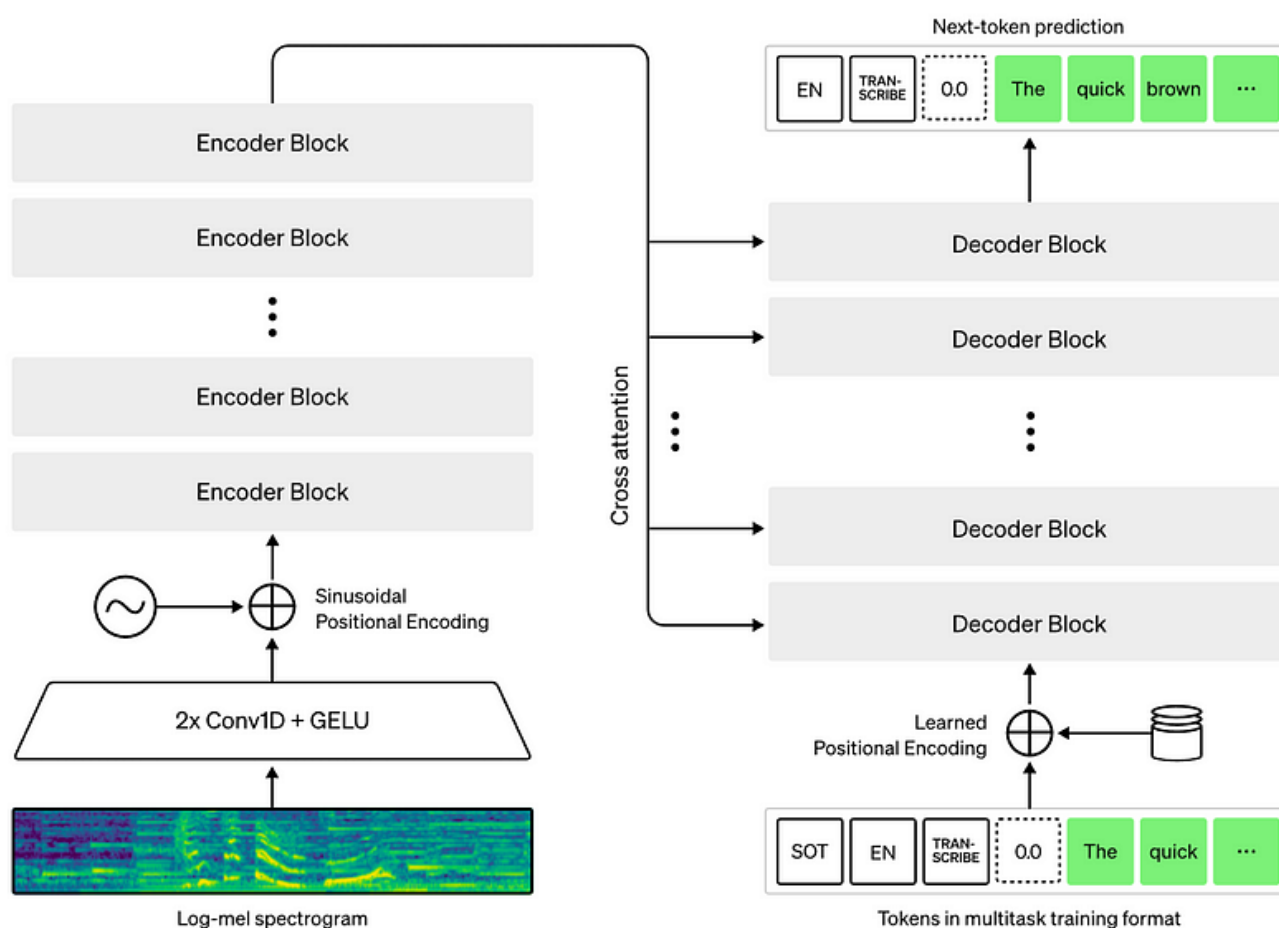 Next-token prediction
EN
TRAN-
SCRIBE
0.0
The
quick
brown
...
Encoder Block
Encoder Block
Encoder Block
Encoder Block
Sinusoidal
Positional Encoding
2x Conv1D + GELU
Log-mel spectrogram
Cross attention
Decoder Block
Decoder Block
Decoder Block
Decoder Block
Learned
Positional Encoding
SOT
EN
TRAN-
SCRIBE
0.0
The
quick
...
Tokens in multitask training format